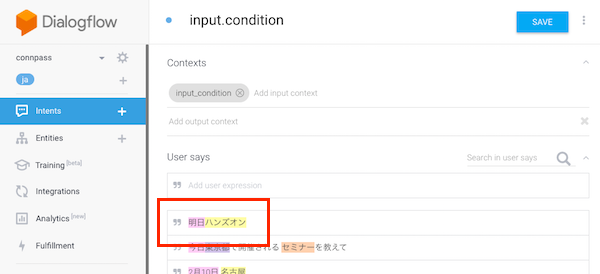 Dialogflow
input.condition
SAVE
connpass
ja
Intents
Entities
Training [beta]
Integrations
Analytics [new]
Fulfillment
Contexts
input_condition
Add input context
Add output context
User says
Search in user says
Add user expression
明日ハンズオン
今日東京都で開催される セミナーを教えて
2月10日 名古屋